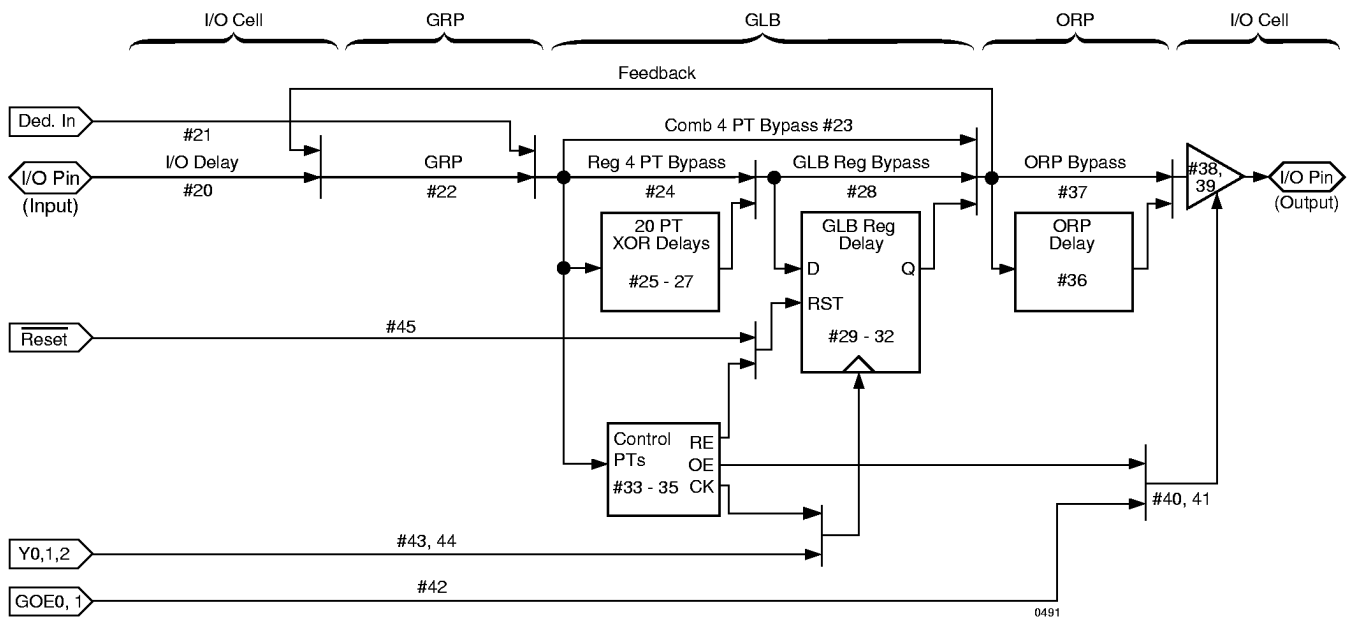 I/O Cell
GRP
GLB
ORP
I/O Cell
Feedback
Ded. In
#21
Comb 4 PT Bypass #23
I/O Pin
(Input)
I/O Delay
#20
GRP
#22
Reg 4 PT Bypass
#24
GLB Reg Bypass
#28
ORP Bypass
#37
#38,
39
I/O Pin
(Output)
20 PT
XOR Delays
#25 - 27
GLB Reg
Delay
D
Q
RST
#29 - 32
ORP
Delay
#36
Reset
#45
Control
PTs
#33 - 35
RE
OE
CK
#40, 41
Y0,1,2
#43, 44
GOE0, 1
#42
0491